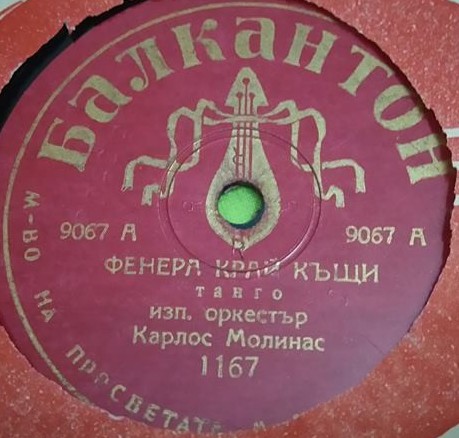 БАЛКАНТОН
9067 А 9067 А
ФЕНЕРА КРАЙ КЪЩИ
танго
изп. оркестър
Карлос Молинас
1167
М-ВО НА ПРОСВЕТАТА